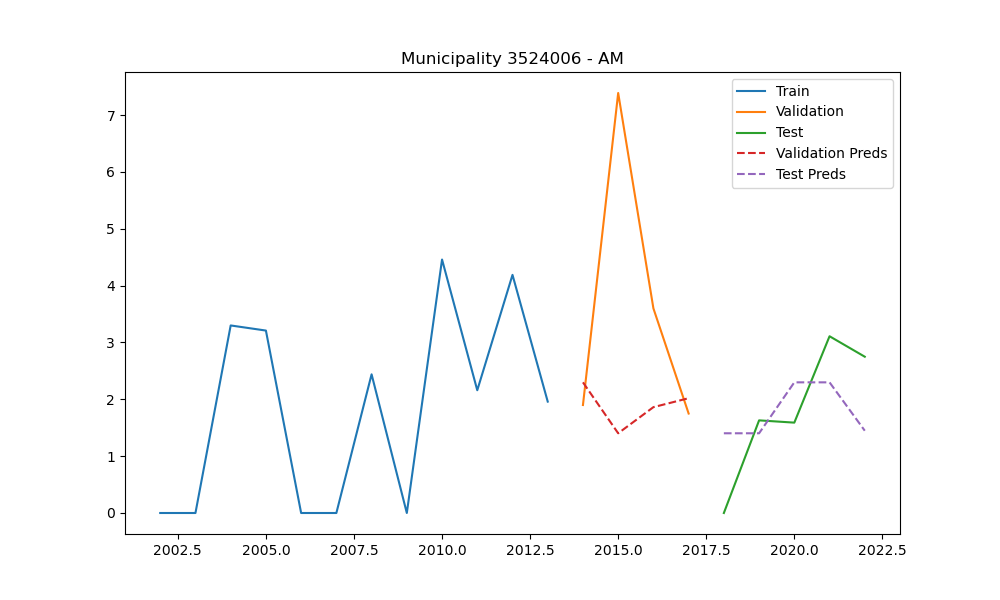 Municipality 3524006 - AM
Train
Validation
Test
Validation Preds
Test Preds
7
6
5
4
3
2
1
0
2002.5 2005.0 2007.5 2010.0 2012.5 2015.0 2017.5 2020.0 2022.5